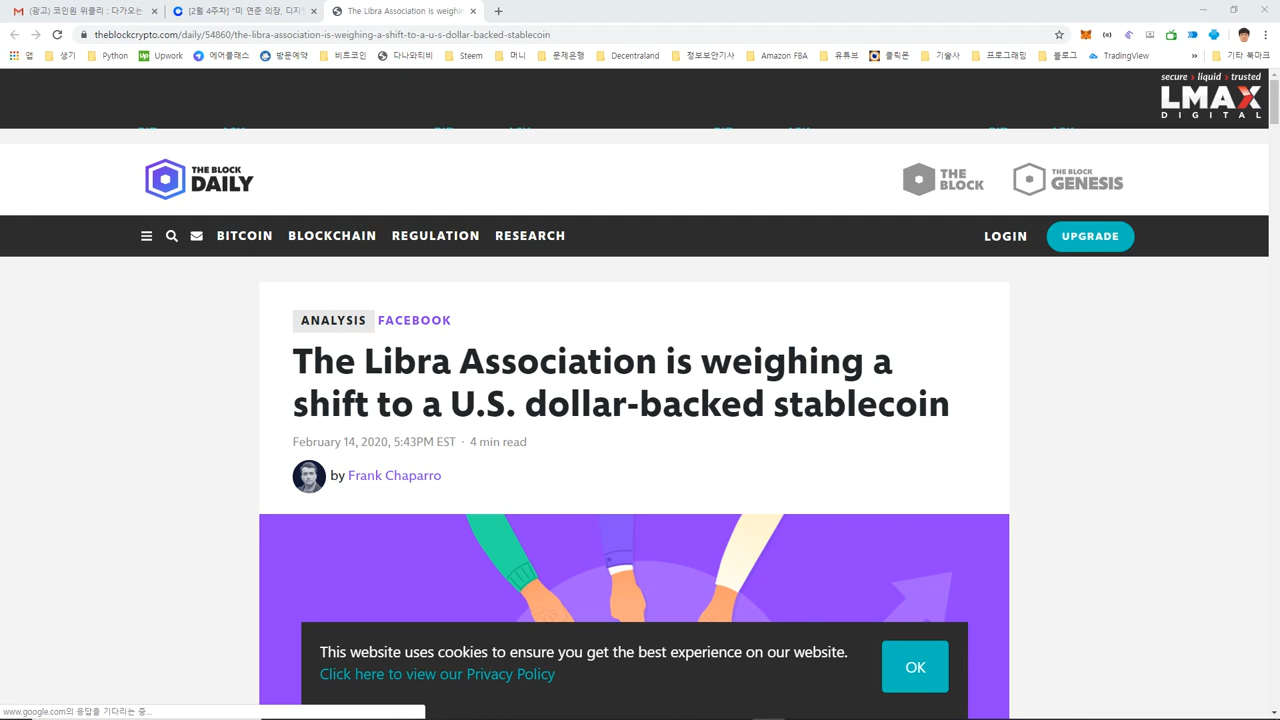 (광고) 코인원 위클리 : 다가오는
[2월 4주차] "미 연준 의장, 디지
The Libra Association is weighin
theblockcrypto.com/daily/54860/the-libra-association-is-weighing-a-shift-to-a-u-s-dollar-backed-stablecoin
앱 생기 Python Upwork 에어클래스 방문예약 비트코인 다나와비티 Steem 머니 문제은행 Decentraland 정보보안기사 Amazon FBA 유튜브 클릭몬 기술사 프로그래밍 블로그 TradingView » 기타 북마크
secure › liquid › trusted
LMAX
DIGITAL
THE BLOCK
DAILY
THE
BLOCK
THE BLOCK
GENESIS
BITCOIN BLOCKCHAIN REGULATION RESEARCH LOGIN UPGRADE
ANALYSIS FACEBOOK
The Libra Association is weighing a
shift to a U.S. dollar-backed stablecoin
February 14, 2020, 5:43PM EST · 4 min read
by Frank Chaparro
This website uses cookies to ensure you get the best experience on our website.
Click here to view our Privacy Policy
OK
www.google.com의 응답을 기다리는 중...